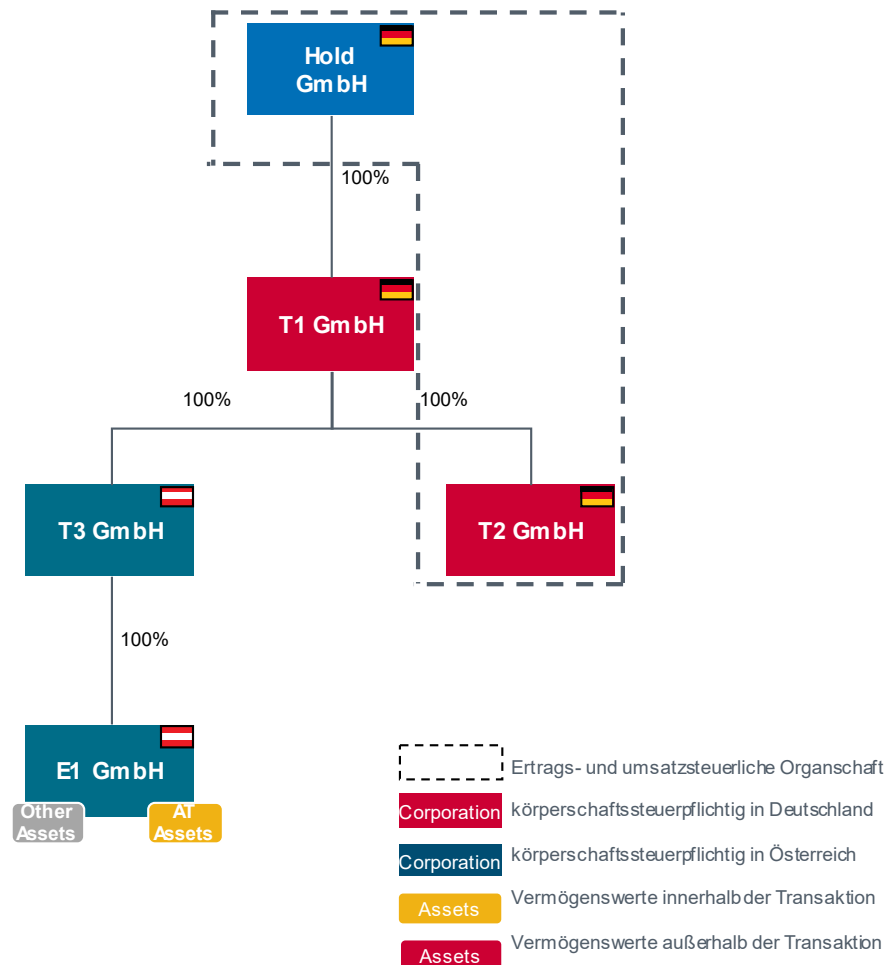 Hold
GmbH
100%
T1 GmbH
100%
100%
T3 GmbH
T2 GmbH
100%
E1 GmbH
Other
Assets
AT
Assets
Ertrags- und umsatzsteuerliche Organschaft
Corporation
körperschaftssteuerpflichtig in Deutschland
Corporation
körperschaftssteuerpflichtig in Österreich
Assets
Vermögenswerte innerhalb der Transaktion
Assets
Vermögenswerte außerhalb der Transaktion